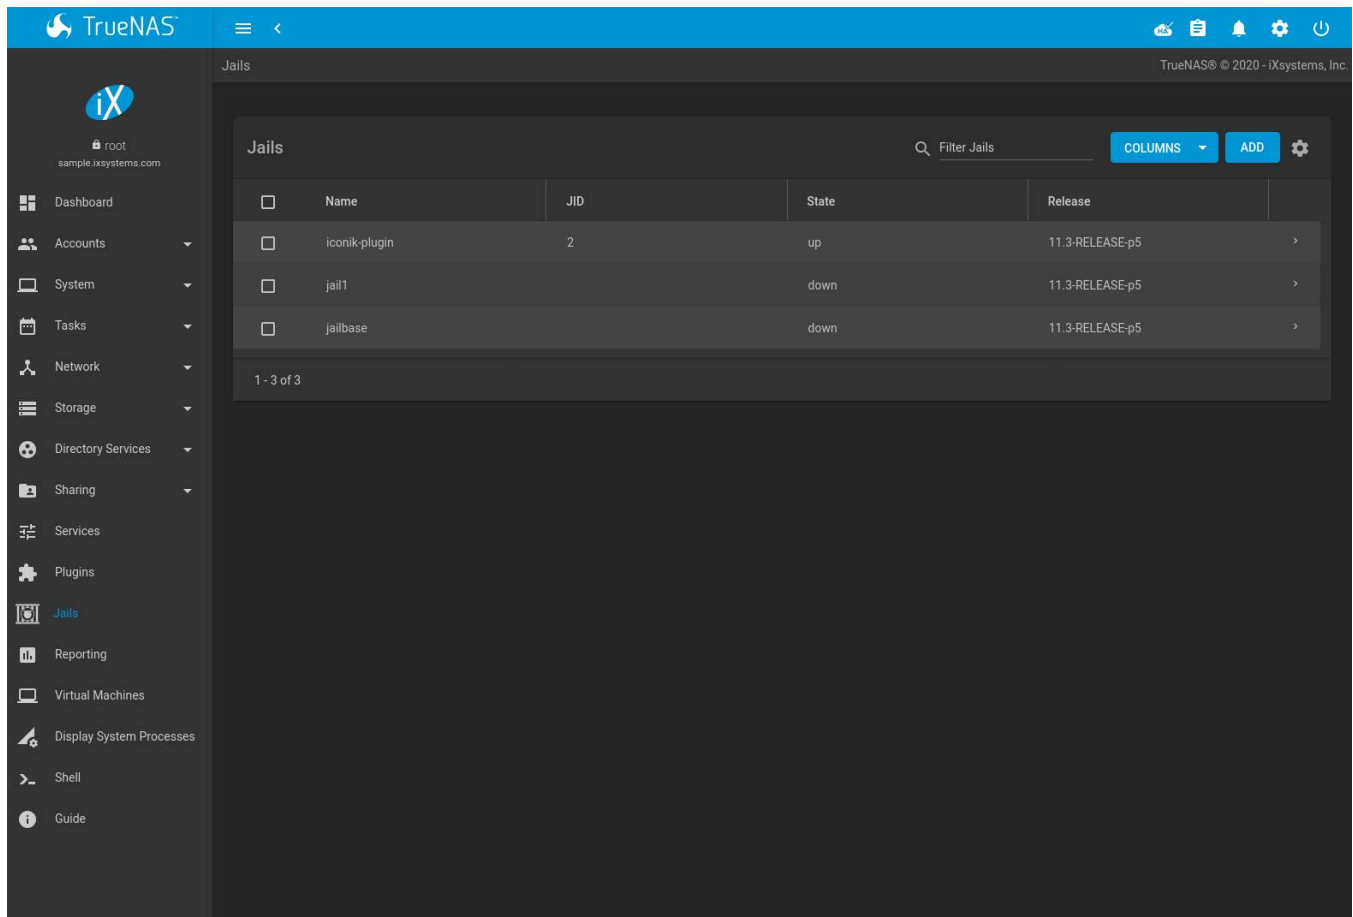 TrueNAS
HA
Jails
TrueNAS® © 2020 - iXsystems, Inc.
iX
root
sample.ixsystems.com
Dashboard
Accounts
System
Tasks
Network
Storage
Directory Services
Sharing
Services
Plugins
Jails
Reporting
Virtual Machines
Display System Processes
Shell
Guide
Jails
Filter Jails
COLUMNS
ADD
Name JID State Release
iconik-plugin 2 up 11.3-RELEASE-p5
jail1 down 11.3-RELEASE-p5
jailbase down 11.3-RELEASE-p5
1 - 3 of 3